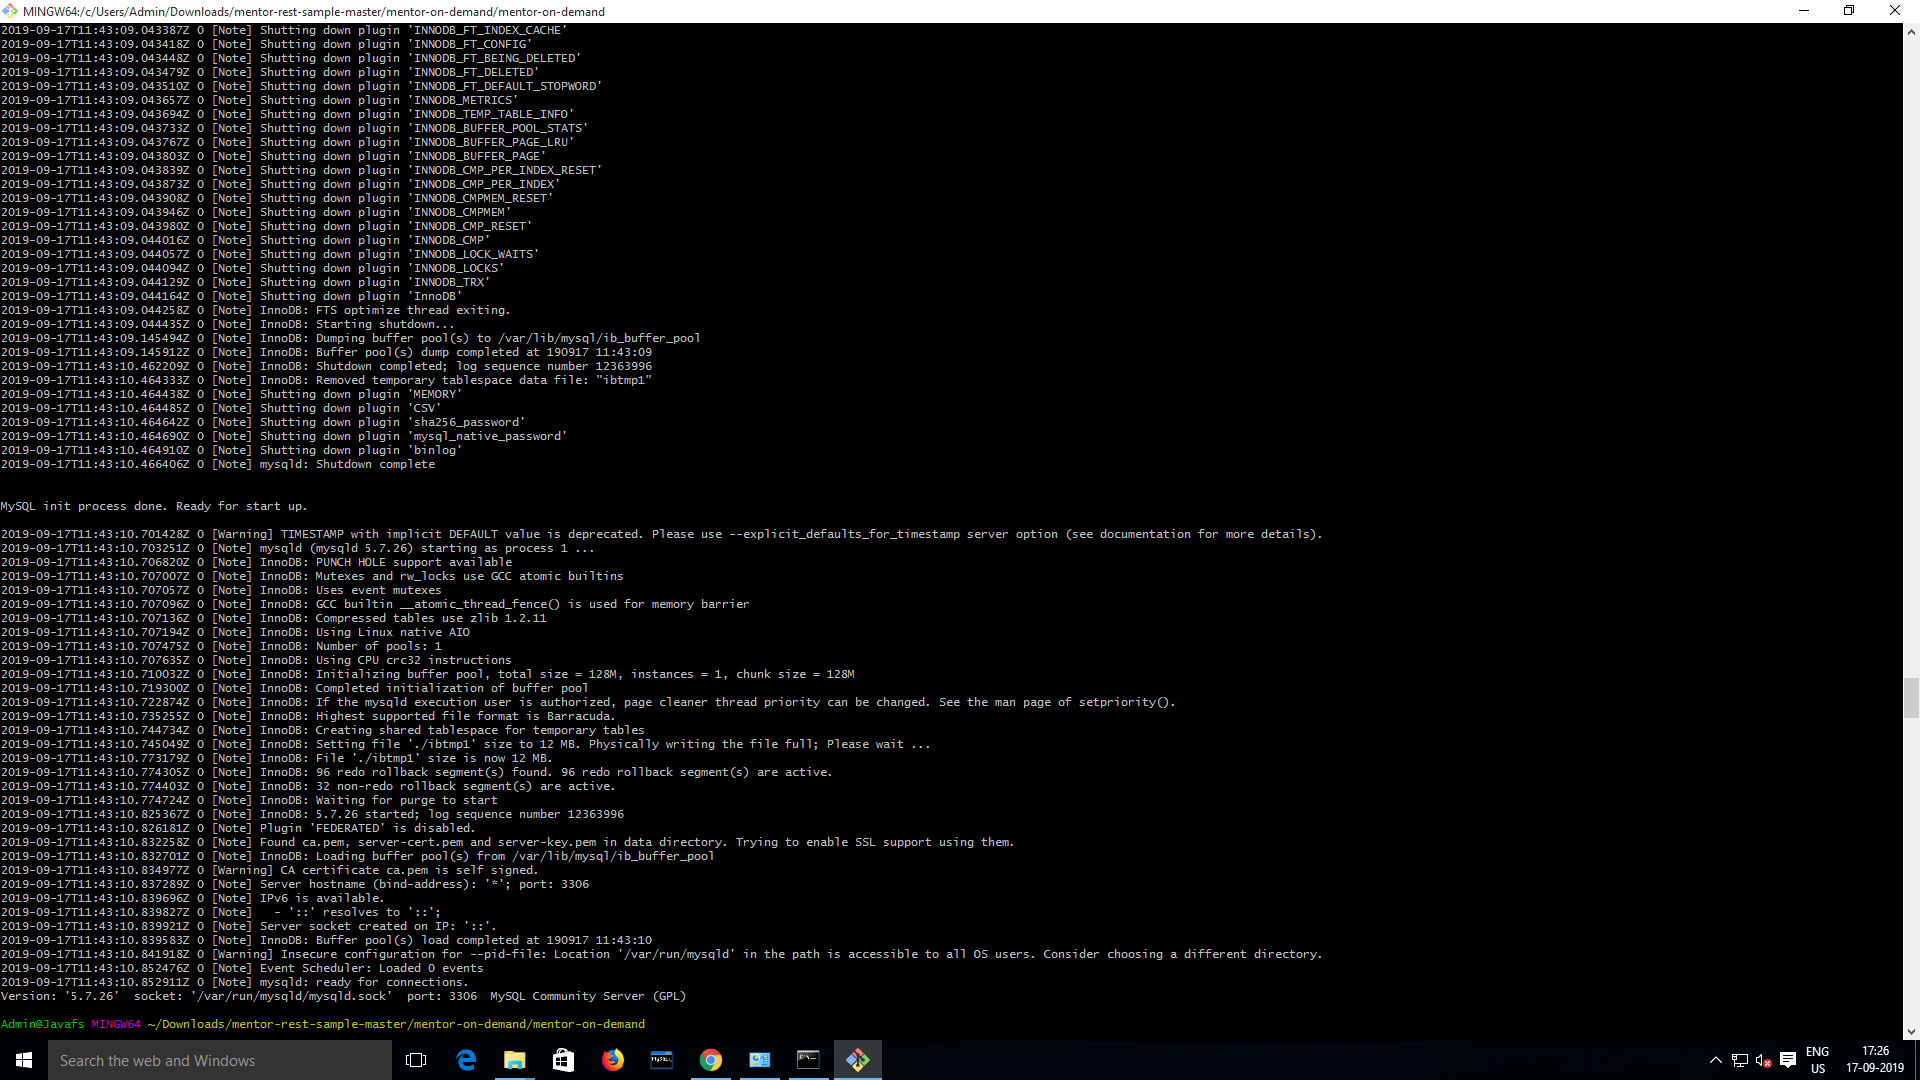 MINGW64:/c/Users/Admin/Downloads/mentor-rest-sample-master/mentor-on-demand/mentor-on-demand
2019-09-17T11:43:09.043387Z 0 [Note] Shutting down plugin 'INNODB_FT_INDEX_CACHE'
2019-09-17T11:43:09.043418Z 0 [Note] Shutting down plugin 'INNODB_FT_CONFIG'
2019-09-17T11:43:09.043448Z 0 [Note] Shutting down plugin 'INNODB_FT_BEING_DELETED'
2019-09-17T11:43:09.043479Z 0 [Note] Shutting down plugin 'INNODB_FT_DELETED'
2019-09-17T11:43:09.043510Z 0 [Note] Shutting down plugin 'INNODB_FT_DEFAULT_STOPWORD'
2019-09-17T11:43:09.043657Z 0 [Note] Shutting down plugin 'INNODB_METRICS'
2019-09-17T11:43:09.043694Z 0 [Note] Shutting down plugin 'INNODB_TEMP_TABLE_INFO'
2019-09-17T11:43:09.043733Z 0 [Note] Shutting down plugin 'INNODB_BUFFER_POOL_STATS'
2019-09-17T11:43:09.043767Z 0 [Note] Shutting down plugin 'INNODB_BUFFER_PAGE_LRU'
2019-09-17T11:43:09.043803Z 0 [Note] Shutting down plugin 'INNODB_BUFFER_PAGE'
2019-09-17T11:43:09.043839Z 0 [Note] Shutting down plugin 'INNODB_CMP_PER_INDEX_RESET'
2019-09-17T11:43:09.043873Z 0 [Note] Shutting down plugin 'INNODB_CMP_PER_INDEX'
2019-09-17T11:43:09.043908Z 0 [Note] Shutting down plugin 'INNODB_CMPMEM_RESET'
2019-09-17T11:43:09.043946Z 0 [Note] Shutting down plugin 'INNODB_CMPMEM'
2019-09-17T11:43:09.043980Z 0 [Note] Shutting down plugin 'INNODB_CMP_RESET'
2019-09-17T11:43:09.044016Z 0 [Note] Shutting down plugin 'INNODB_CMP'
2019-09-17T11:43:09.044057Z 0 [Note] Shutting down plugin 'INNODB_LOCK_WAITS'
2019-09-17T11:43:09.044094Z 0 [Note] Shutting down plugin 'INNODB_LOCKS'
2019-09-17T11:43:09.044129Z 0 [Note] Shutting down plugin 'INNODB_TRX'
2019-09-17T11:43:09.044164Z 0 [Note] Shutting down plugin 'InnoDB'
2019-09-17T11:43:09.044258Z 0 [Note] InnoDB: FTS optimize thread exiting.
2019-09-17T11:43:09.044435Z 0 [Note] InnoDB: Starting shutdown...
2019-09-17T11:43:09.145494Z 0 [Note] InnoDB: Dumping buffer pool(s) to /var/lib/mysql/ib_buffer_pool
2019-09-17T11:43:09.145912Z 0 [Note] InnoDB: Buffer pool(s) dump completed at 190917 11:43:09
2019-09-17T11:43:10.462209Z 0 [Note] InnoDB: Shutdown completed; log sequence number 12363996
2019-09-17T11:43:10.464333Z 0 [Note] InnoDB: Removed temporary tablespace data file: "ibtmp1"
2019-09-17T11:43:10.464438Z 0 [Note] Shutting down plugin 'MEMORY'
2019-09-17T11:43:10.464485Z 0 [Note] Shutting down plugin 'CSV'
2019-09-17T11:43:10.464642Z 0 [Note] Shutting down plugin 'sha256_password'
2019-09-17T11:43:10.464690Z 0 [Note] Shutting down plugin 'mysql_native_password'
2019-09-17T11:43:10.464910Z 0 [Note] Shutting down plugin 'binlog'
2019-09-17T11:43:10.466406Z 0 [Note] mysqld: Shutdown complete
MySQL init process done. Ready for start up.
2019-09-17T11:43:10.701428Z 0 [Warning] TIMESTAMP with implicit DEFAULT value is deprecated. Please use --explicit_defaults_for_timestamp server option (see documentation for more details).
2019-09-17T11:43:10.703251Z 0 [Note] mysqld (mysqld 5.7.26) starting as process 1 ...
2019-09-17T11:43:10.706820Z 0 [Note] InnoDB: PUNCH HOLE support available
2019-09-17T11:43:10.707007Z 0 [Note] InnoDB: Mutexes and rw_locks use GCC atomic builtins
2019-09-17T11:43:10.707057Z 0 [Note] InnoDB: Uses event mutexes
2019-09-17T11:43:10.707096Z 0 [Note] InnoDB: GCC builtin __atomic_thread_fence() is used for memory barrier
2019-09-17T11:43:10.707136Z 0 [Note] InnoDB: Compressed tables use zlib 1.2.11
2019-09-17T11:43:10.707194Z 0 [Note] InnoDB: Using Linux native AIO
2019-09-17T11:43:10.707475Z 0 [Note] InnoDB: Number of pools: 1
2019-09-17T11:43:10.707635Z 0 [Note] InnoDB: Using CPU crc32 instructions
2019-09-17T11:43:10.710032Z 0 [Note] InnoDB: Initializing buffer pool, total size = 128M, instances = 1, chunk size = 128M
2019-09-17T11:43:10.719300Z 0 [Note] InnoDB: Completed initialization of buffer pool
2019-09-17T11:43:10.722874Z 0 [Note] InnoDB: If the mysqld execution user is authorized, page cleaner thread priority can be changed. See the man page of setpriority().
2019-09-17T11:43:10.735255Z 0 [Note] InnoDB: Highest supported file format is Barracuda.
2019-09-17T11:43:10.744734Z 0 [Note] InnoDB: Creating shared tablespace for temporary tables
2019-09-17T11:43:10.745049Z 0 [Note] InnoDB: Setting file './ibtmp1' size to 12 MB. Physically writing the file full; Please wait ...
2019-09-17T11:43:10.773179Z 0 [Note] InnoDB: File './ibtmp1' size is now 12 MB.
2019-09-17T11:43:10.774305Z 0 [Note] InnoDB: 96 redo rollback segment(s) found. 96 redo rollback segment(s) are active.
2019-09-17T11:43:10.774403Z 0 [Note] InnoDB: 32 non-redo rollback segment(s) are active.
2019-09-17T11:43:10.774724Z 0 [Note] InnoDB: Waiting for purge to start
2019-09-17T11:43:10.825367Z 0 [Note] InnoDB: 5.7.26 started; log sequence number 12363996
2019-09-17T11:43:10.826181Z 0 [Note] Plugin 'FEDERATED' is disabled.
2019-09-17T11:43:10.832258Z 0 [Note] Found ca.pem, server-cert.pem and server-key.pem in data directory. Trying to enable SSL support using them.
2019-09-17T11:43:10.832701Z 0 [Note] InnoDB: Loading buffer pool(s) from /var/lib/mysql/ib_buffer_pool
2019-09-17T11:43:10.834977Z 0 [Warning] CA certificate ca.pem is self signed.
2019-09-17T11:43:10.837289Z 0 [Note] Server hostname (bind-address): '*'; port: 3306
2019-09-17T11:43:10.839696Z 0 [Note] IPv6 is available.
2019-09-17T11:43:10.839827Z 0 [Note]   - '::' resolves to '::';
2019-09-17T11:43:10.839921Z 0 [Note] Server socket created on IP: '::'.
2019-09-17T11:43:10.839583Z 0 [Note] InnoDB: Buffer pool(s) load completed at 190917 11:43:10
2019-09-17T11:43:10.841918Z 0 [Warning] Insecure configuration for --pid-file: Location '/var/run/mysqld' in the path is accessible to all OS users. Consider choosing a different directory.
2019-09-17T11:43:10.852476Z 0 [Note] Event Scheduler: Loaded 0 events
2019-09-17T11:43:10.852911Z 0 [Note] mysqld: ready for connections.
Version: '5.7.26'  socket: '/var/run/mysqld/mysqld.sock'  port: 3306  MySQL Community Server (GPL)
Admin@Javafs MINGW64 ~/Downloads/mentor-rest-sample-master/mentor-on-demand/mentor-on-demand
Search the web and Windows
ENG
US
17:26
17-09-2019